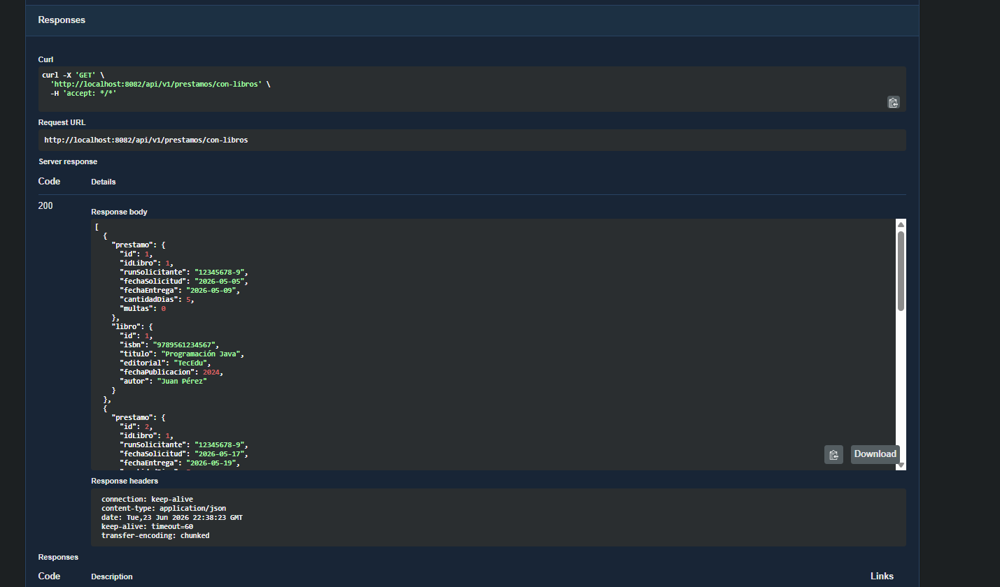 Responses
Curl
curl -X 'GET' \
  'http://localhost:8082/api/v1/prestamos/con-libros' \
  -H 'accept: */*'
Request URL
http://localhost:8082/api/v1/prestamos/con-libros
Server response
Code Details
200
Response body
[
  {
    "prestamo": {
      "id": 1,
      "idLibro": 1,
      "runSolicitante": "12345678-9",
      "fechaSolicitud": "2026-05-05",
      "fechaEntrega": "2026-05-09",
      "cantidadDias": 5,
      "multas": 0
    },
    "libro": {
      "id": 1,
      "isbn": "9789561234567",
      "titulo": "Programación Java",
      "editorial": "TecEdu",
      "fechaPublicacion": 2024,
      "autor": "Juan Pérez"
    }
  },
  {
    "prestamo": {
      "id": 2,
      "idLibro": 1,
      "runSolicitante": "12345678-9",
      "fechaSolicitud": "2026-05-17",
      "fechaEntrega": "2026-05-19",
Download
Response headers
connection: keep-alive
content-type: application/json
date: Tue,23 Jun 2026 22:38:23 GMT
keep-alive: timeout=60
transfer-encoding: chunked
Responses
Code Description Links